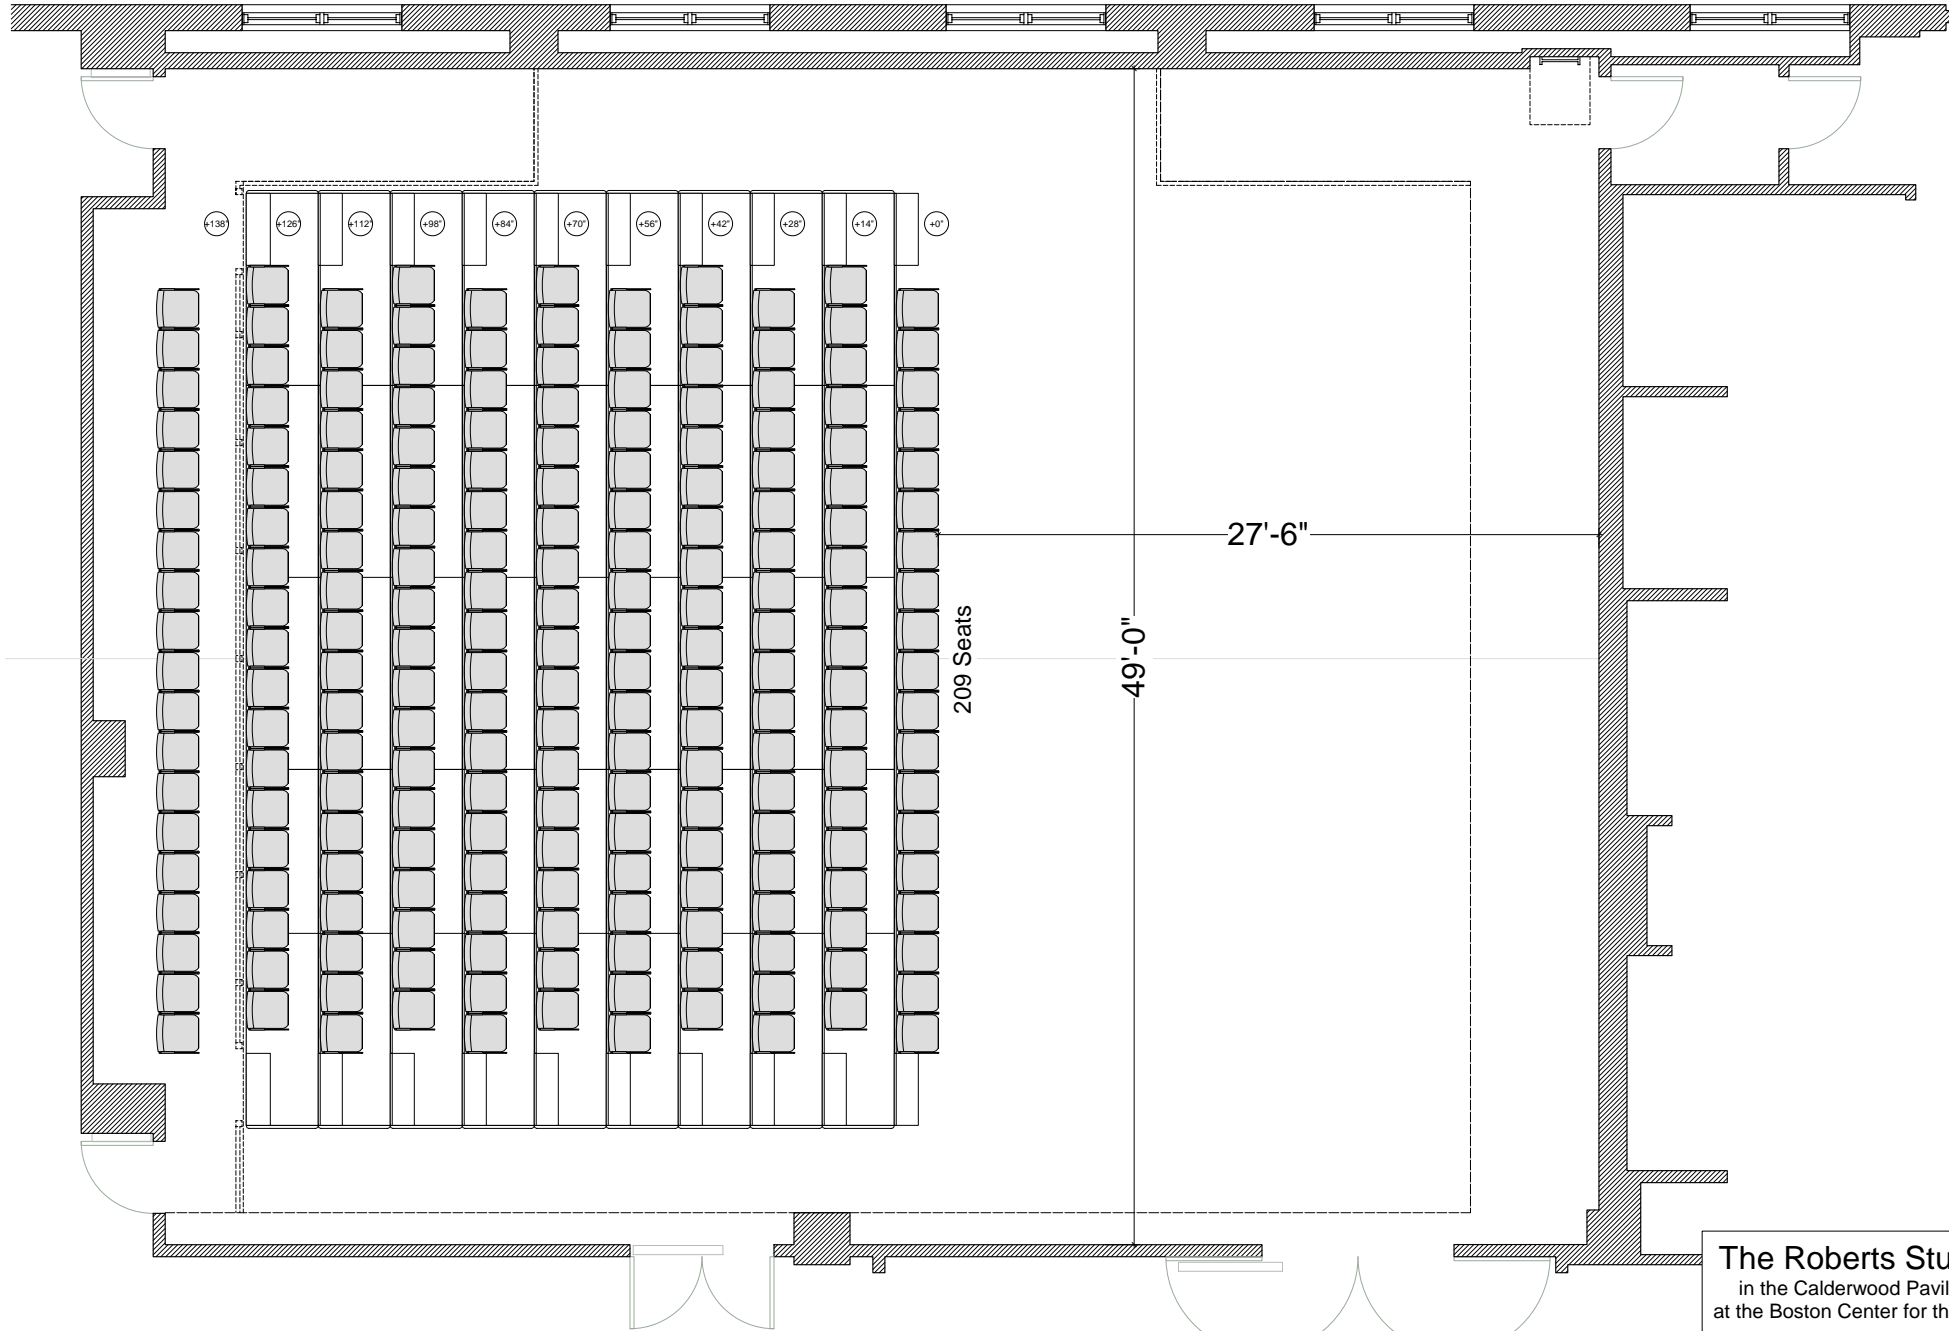 +138" +126" +112" +98" +84" +70" +56" +42" +28" +14" +0"
27'-6"
209 Seats
49'-0"
The Roberts Stu
in the Calderwood Pavil
at the Boston Center for th